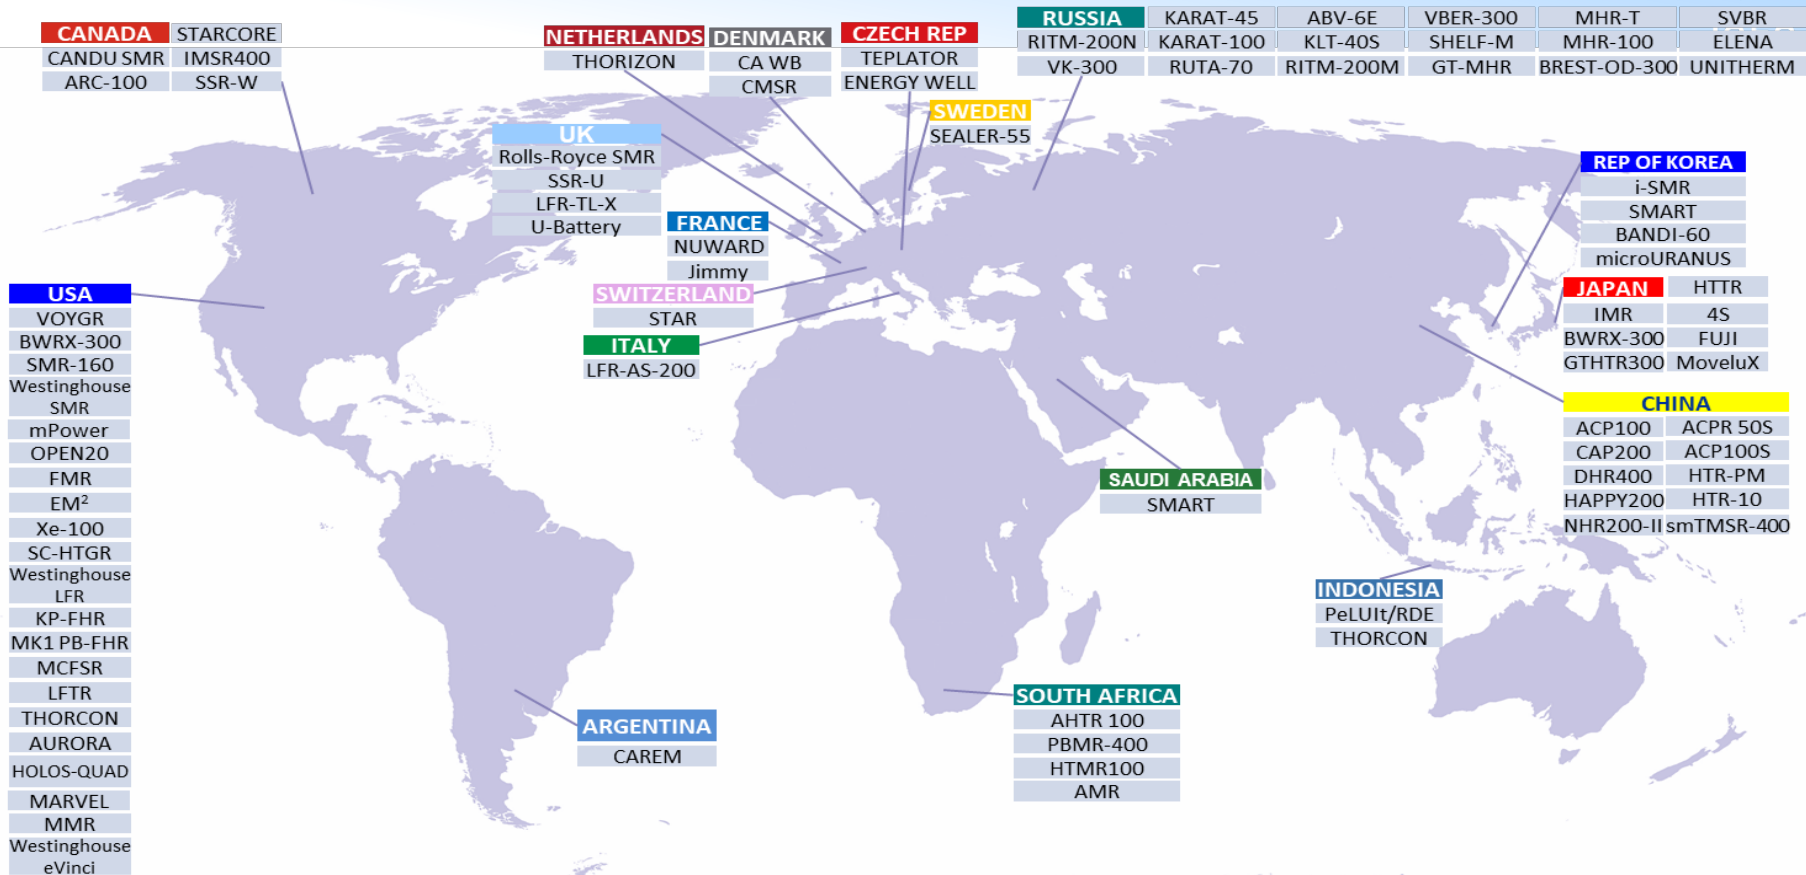 CANADA STARCORE
CANDU SMR IMSR400
ARC-100 SSR-W
NETHERLANDS
THORIZON
DENMARK
CA WB
CMSR
CZECH REP
TEPLATOR
ENERGY WELL
SWEDEN
SEALER-55
RUSSIA KARAT-45 ABV-6E VBER-300 MHR-T SVBR
RITM-200N KARAT-100 KLT-40S SHELF-M MHR-100 ELENA
VK-300 RUTA-70 RITM-200M GT-MHR BREST-OD-300 UNITHERM
UK
Rolls-Royce SMR
SSR-U
LFR-TL-X
U-Battery
FRANCE
NUWARD
Jimmy
SWITZERLAND
STAR
ITALY
LFR-AS-200
REP OF KOREA
i-SMR
SMART
BANDI-60
microURANUS
JAPAN HTTR
IMR 4S
BWRX-300 FUJI
GTHTR300 MoveluX
CHINA
ACP100 ACPR 50S
CAP200 ACP100S
DHR400 HTR-PM
HAPPY200 HTR-10
NHR200-II smTMSR-400
USA
VOYGR
BWRX-300
SMR-160
Westinghouse
SMR
mPower
OPEN20
FMR
EM²
Xe-100
SC-HTGR
Westinghouse
LFR
KP-FHR
MK1 PB-FHR
MCFSR
LFTR
THORCON
AURORA
HOLOS-QUAD
MARVEL
MMR
Westinghouse
eVinci
SAUDI ARABIA
SMART
INDONESIA
PeLUIt/RDE
THORCON
ARGENTINA
CAREM
SOUTH AFRICA
AHTR 100
PBMR-400
HTMR100
AMR